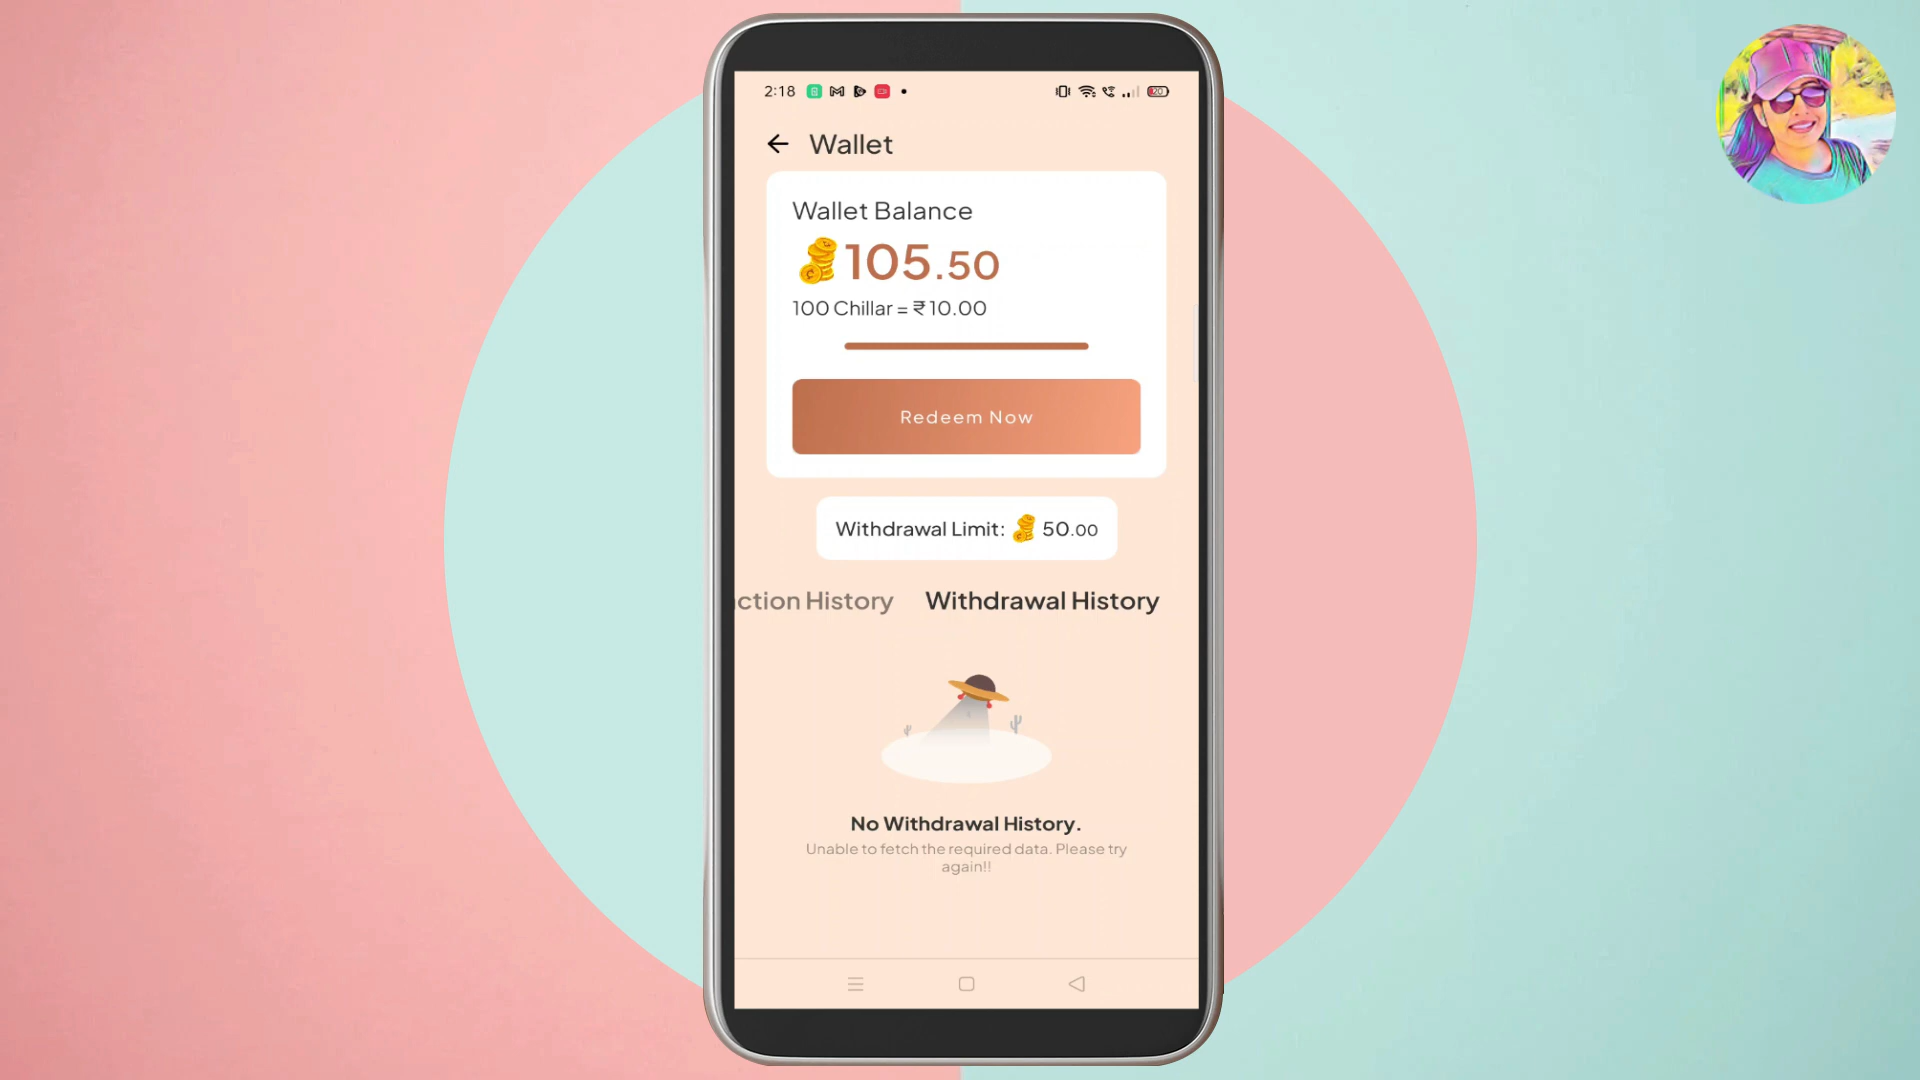 2:18
20
Wallet
Wallet Balance
105.50
100 Chillar = ₹10.00
Redeem Now
Withdrawal Limit: 50.00
ction History Withdrawal History
No Withdrawal History.
Unable to fetch the required data. Please try
again!!